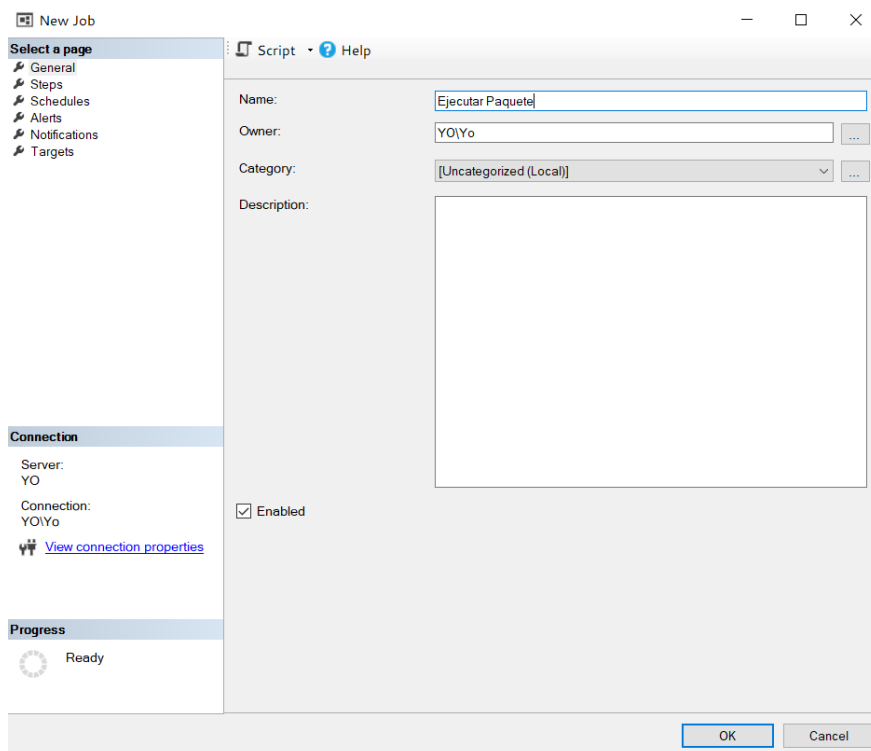 New Job
Select a page
General
Steps
Schedules
Alerts
Notifications
Targets
Script Help
Name: Ejecutar Paquete
Owner: YO\Yo ...
Category: [Uncategorized (Local)] ...
Description:
Enabled
Connection
Server:
YO
Connection:
YO\Yo
View connection properties
Progress
Ready
OK Cancel